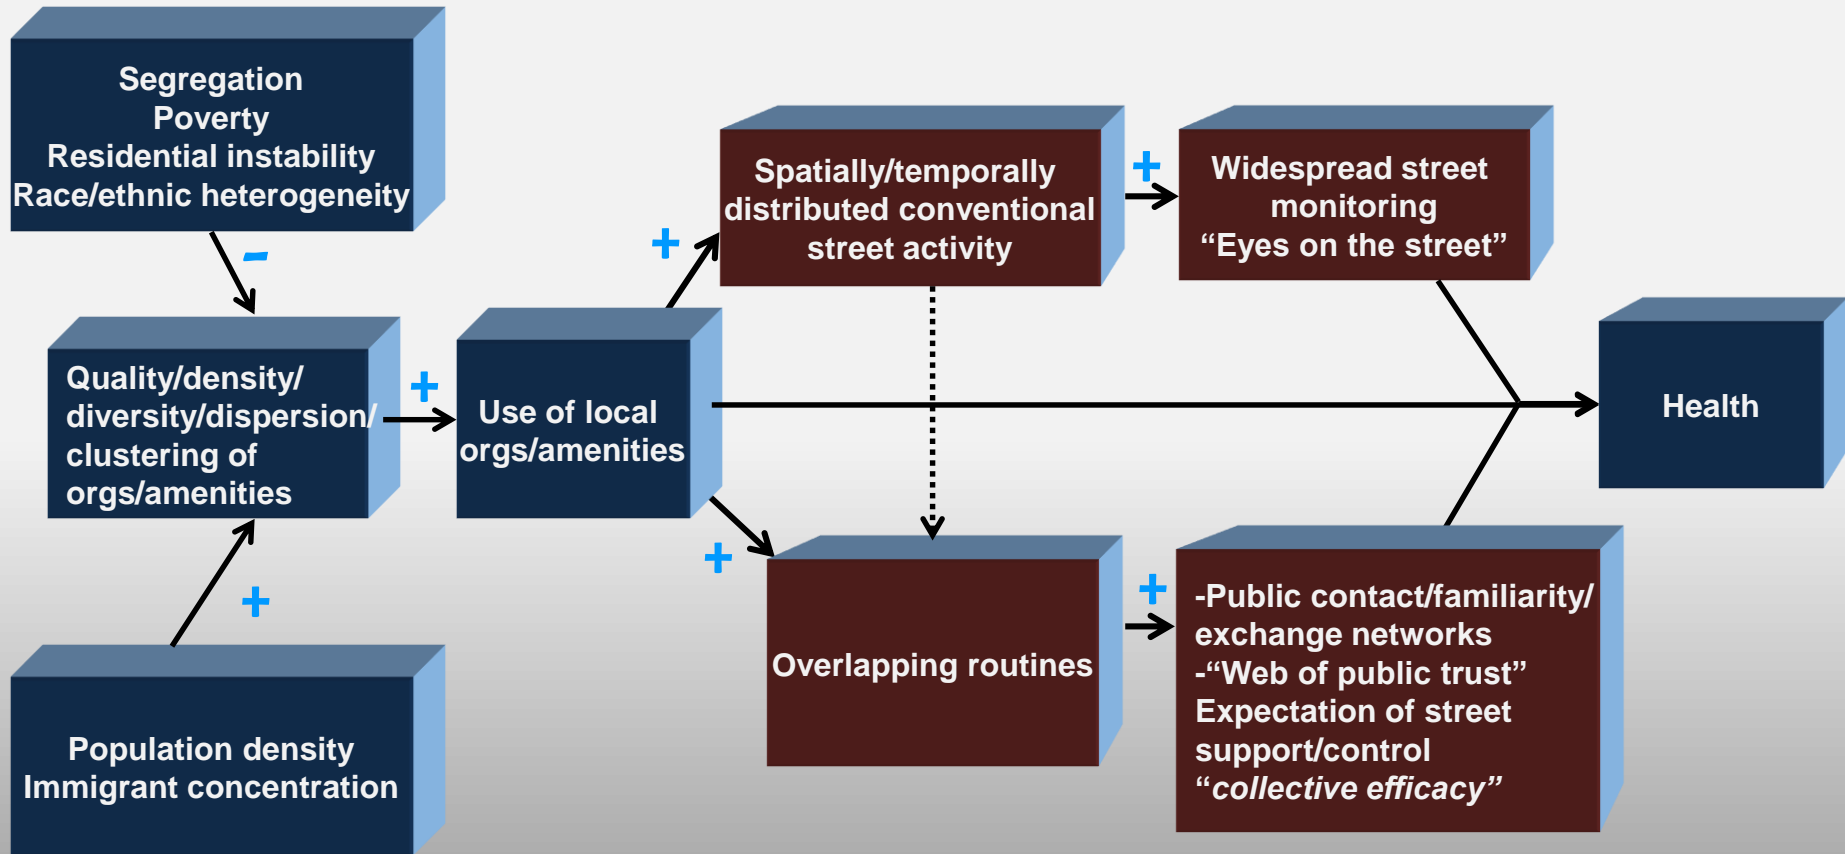 Segregation
Poverty
Residential instability
Race/ethnic heterogeneity
–
Quality/density/
diversity/dispersion/
clustering of
orgs/amenities
+
Population density
Immigrant concentration
+
Use of local
orgs/amenities
+
Spatially/temporally
distributed conventional
street activity
+
Widespread street
monitoring
“Eyes on the street”
+
Overlapping routines
+
-Public contact/familiarity/
exchange networks
-“Web of public trust”
Expectation of street
support/control
“collective efficacy”
Health